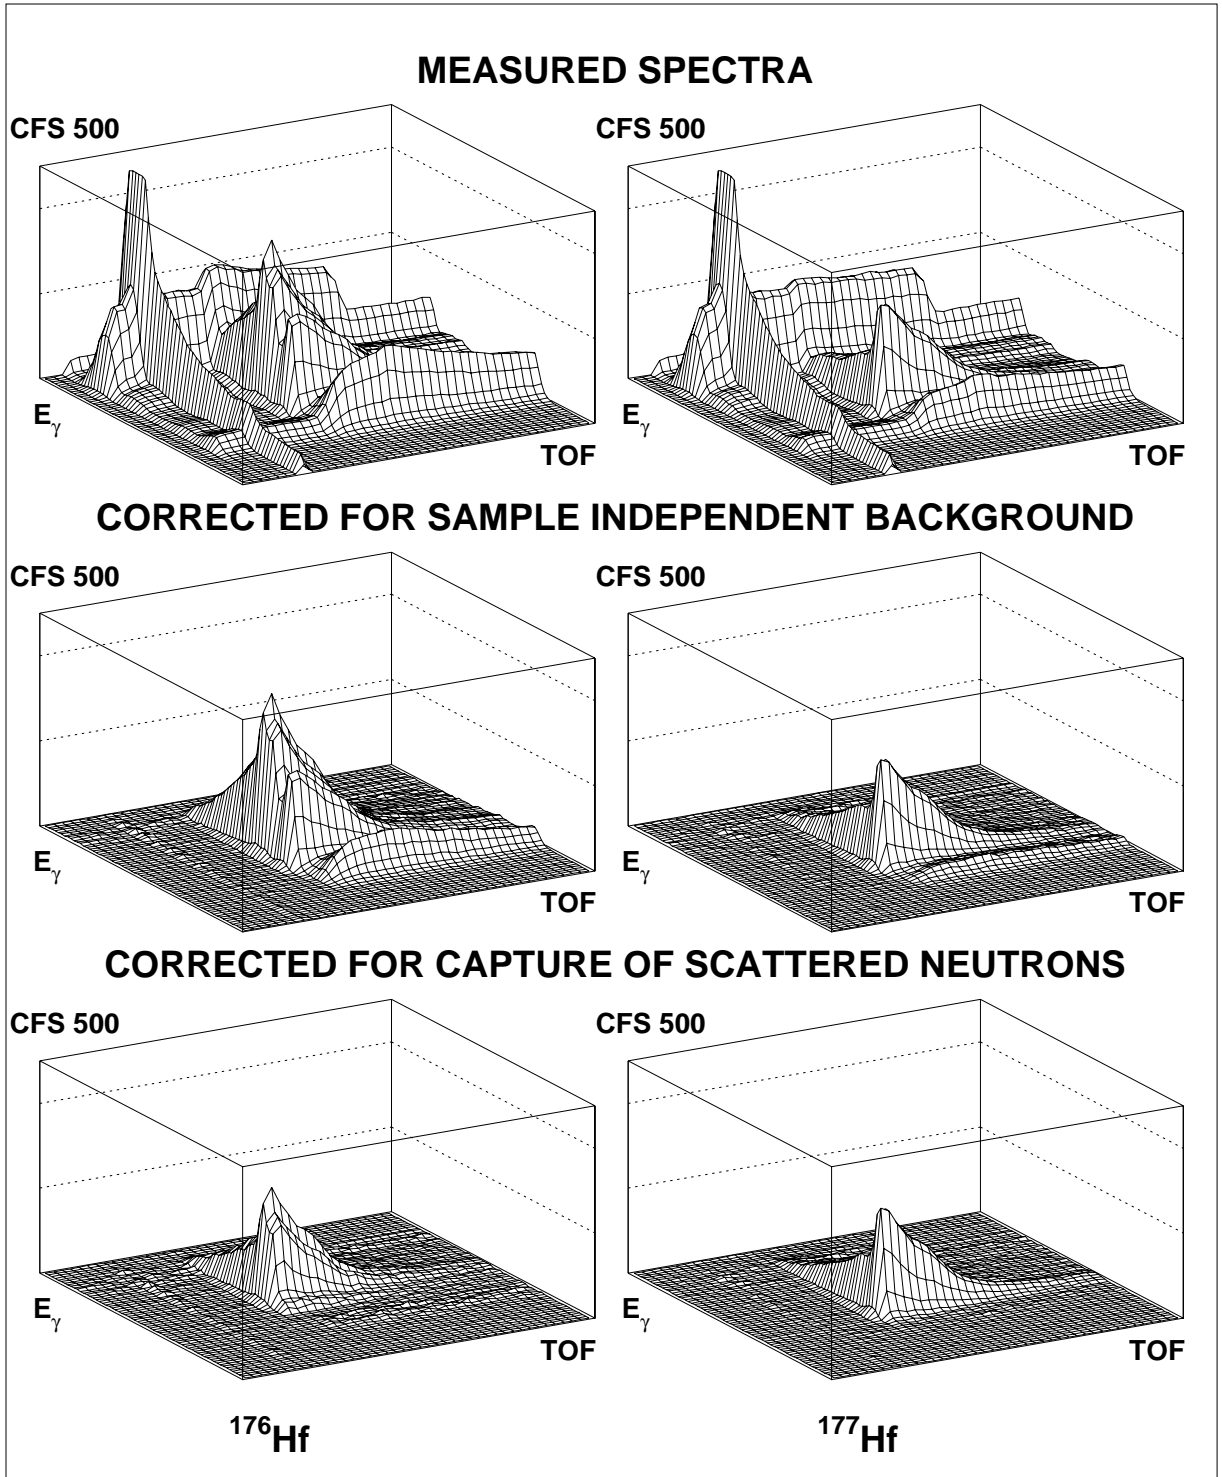 MEASURED SPECTRA
CFS 500 CFS 500
Eγ Eγ
TOF TOF
CORRECTED FOR SAMPLE INDEPENDENT BACKGROUND
CFS 500 CFS 500
Eγ Eγ
TOF TOF
CORRECTED FOR CAPTURE OF SCATTERED NEUTRONS
CFS 500 CFS 500
Eγ Eγ
TOF TOF
¹⁷⁶Hf ¹⁷⁷Hf